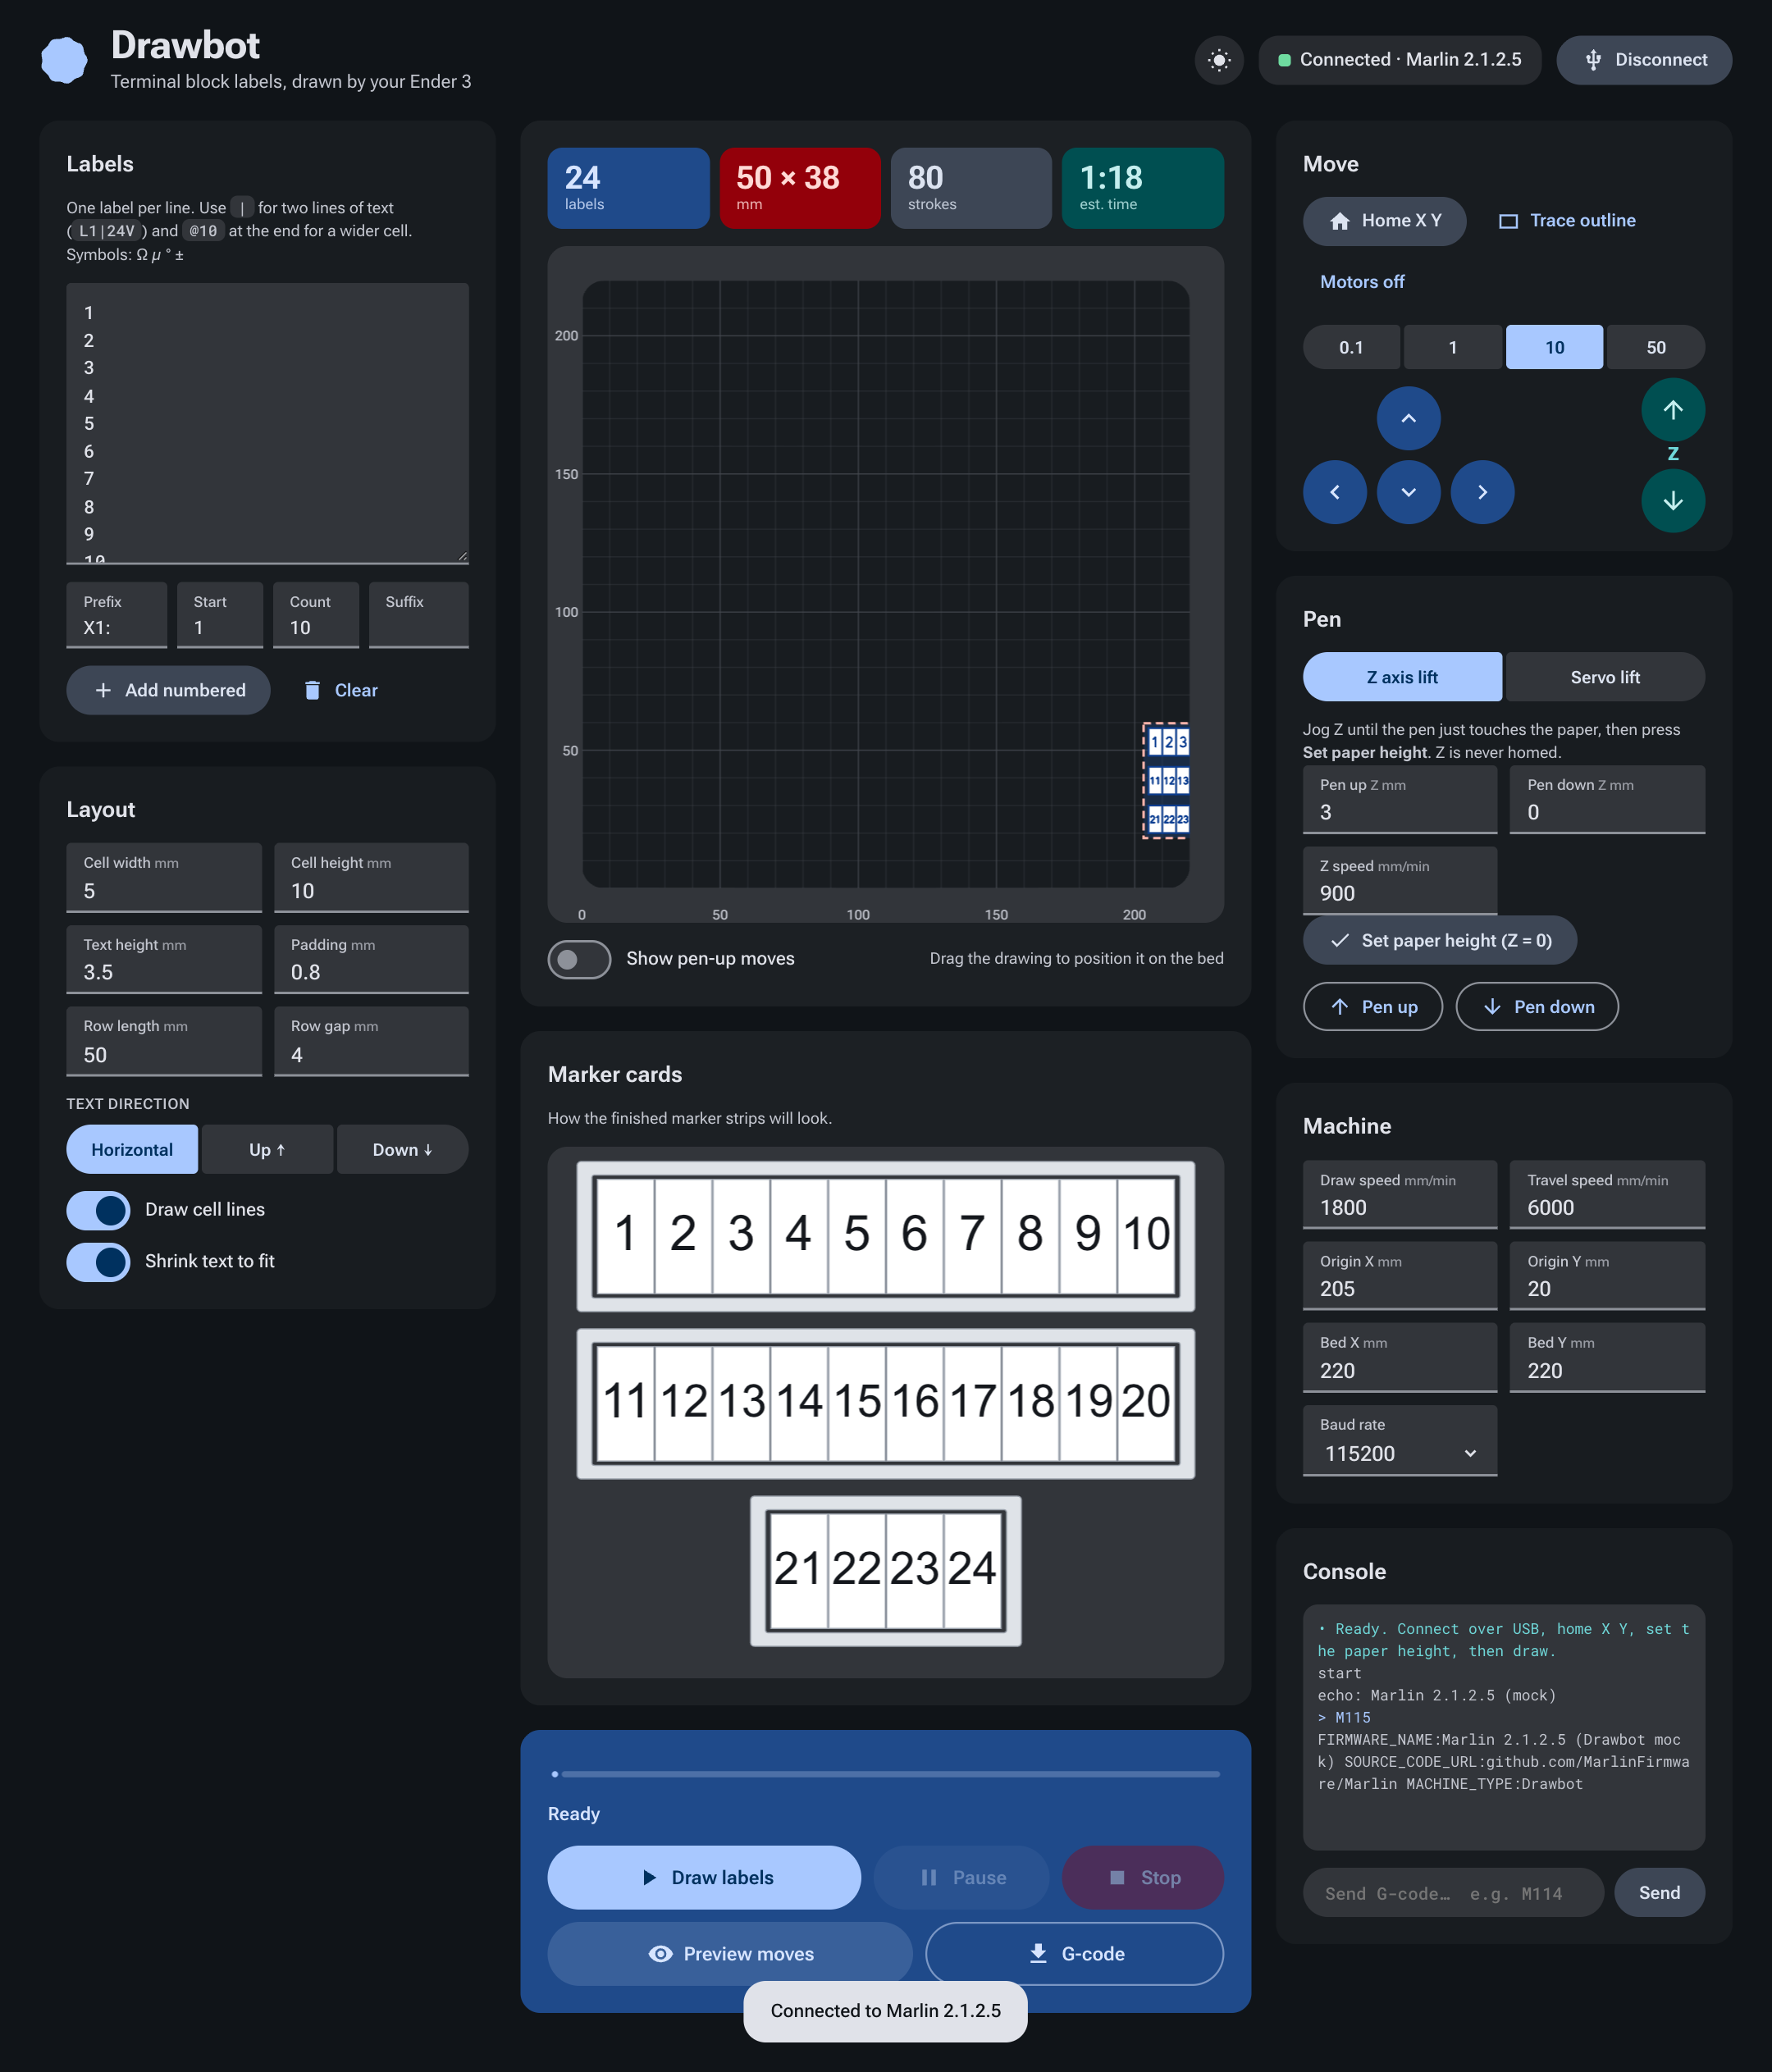 Drawbot
Terminal block labels, drawn by your Ender 3
Connected · Marlin 2.1.2.5
Disconnect
Labels
One label per line. Use | for two lines of text
( L1|24V ) and @10 at the end for a wider cell.
Symbols: Ω µ ° ±
1
2
3
4
5
6
7
8
9
10
Prefix
X1:
Start
1
Count
10
Suffix
Add numbered
Clear
Layout
Cell width mm
5
Cell height mm
10
Text height mm
3.5
Padding mm
0.8
Row length mm
50
Row gap mm
4
TEXT DIRECTION
Horizontal
Up ↑
Down ↓
Draw cell lines
Shrink text to fit
24
labels
50 × 38
mm
80
strokes
1:18
est. time
200
150
100
50
0
50
100
150
200
1 2 3
11 12 13
21 22 23
Show pen-up moves
Drag the drawing to position it on the bed
Marker cards
How the finished marker strips will look.
1 2 3 4 5 6 7 8 9 10
11 12 13 14 15 16 17 18 19 20
21 22 23 24
Ready
Draw labels
Pause
Stop
Preview moves
G-code
Connected to Marlin 2.1.2.5
Move
Home X Y
Trace outline
Motors off
0.1
1
10
50
Z
Pen
Z axis lift
Servo lift
Jog Z until the pen just touches the paper, then press
Set paper height. Z is never homed.
Pen up Z mm
3
Pen down Z mm
0
Z speed mm/min
900
Set paper height (Z = 0)
Pen up
Pen down
Machine
Draw speed mm/min
1800
Travel speed mm/min
6000
Origin X mm
205
Origin Y mm
20
Bed X mm
220
Bed Y mm
220
Baud rate
115200
Console
• Ready. Connect over USB, home X Y, set t
he paper height, then draw.
start
echo: Marlin 2.1.2.5 (mock)
> M115
FIRMWARE_NAME:Marlin 2.1.2.5 (Drawbot moc
k) SOURCE_CODE_URL:github.com/MarlinFirmwa
re/Marlin MACHINE_TYPE:Drawbot
Send G-code… e.g. M114
Send